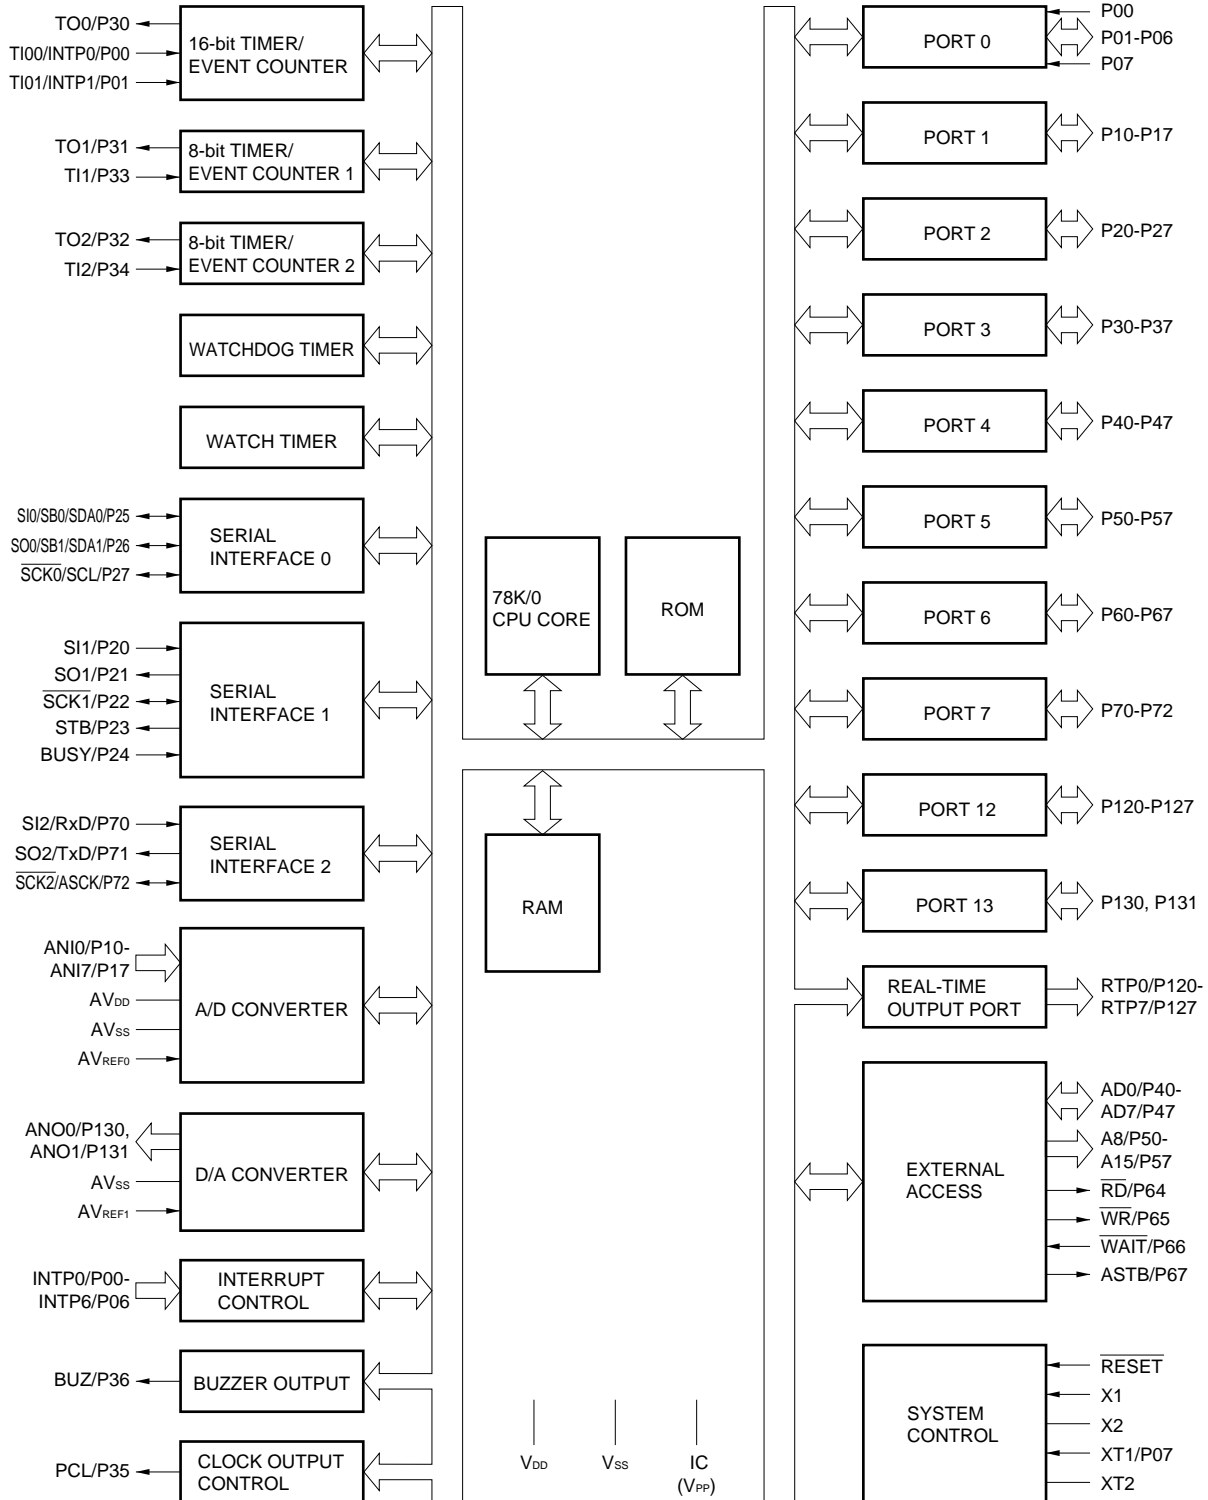 TO0/P30
TI00/INTP0/P00
TI01/INTP1/P01
16-bit TIMER/
EVENT COUNTER
TO1/P31
TI1/P33
8-bit TIMER/
EVENT COUNTER 1
TO2/P32
TI2/P34
8-bit TIMER/
EVENT COUNTER 2
WATCHDOG TIMER
WATCH TIMER
SI0/SB0/SDA0/P25
SO0/SB1/SDA1/P26
SCK0/SCL/P27
SERIAL
INTERFACE 0
SI1/P20
SO1/P21
SCK1/P22
STB/P23
BUSY/P24
SERIAL
INTERFACE 1
SI2/RxD/P70
SO2/TxD/P71
SCK2/ASCK/P72
SERIAL
INTERFACE 2
ANI0/P10-
ANI7/P17
AVDD
AVSS
AVREF0
A/D CONVERTER
ANO0/P130,
ANO1/P131
AVSS
AVREF1
D/A CONVERTER
INTP0/P00-
INTP6/P06
INTERRUPT
CONTROL
BUZ/P36
BUZZER OUTPUT
PCL/P35
CLOCK OUTPUT
CONTROL
78K/0
CPU CORE
ROM
RAM
VDD
VSS
IC
(VPP)
PORT 0
P00
P01-P06
P07
PORT 1
P10-P17
PORT 2
P20-P27
PORT 3
P30-P37
PORT 4
P40-P47
PORT 5
P50-P57
PORT 6
P60-P67
PORT 7
P70-P72
PORT 12
P120-P127
PORT 13
P130, P131
REAL-TIME
OUTPUT PORT
RTP0/P120-
RTP7/P127
EXTERNAL
ACCESS
AD0/P40-
AD7/P47
A8/P50-
A15/P57
RD/P64
WR/P65
WAIT/P66
ASTB/P67
SYSTEM
CONTROL
RESET
X1
X2
XT1/P07
XT2